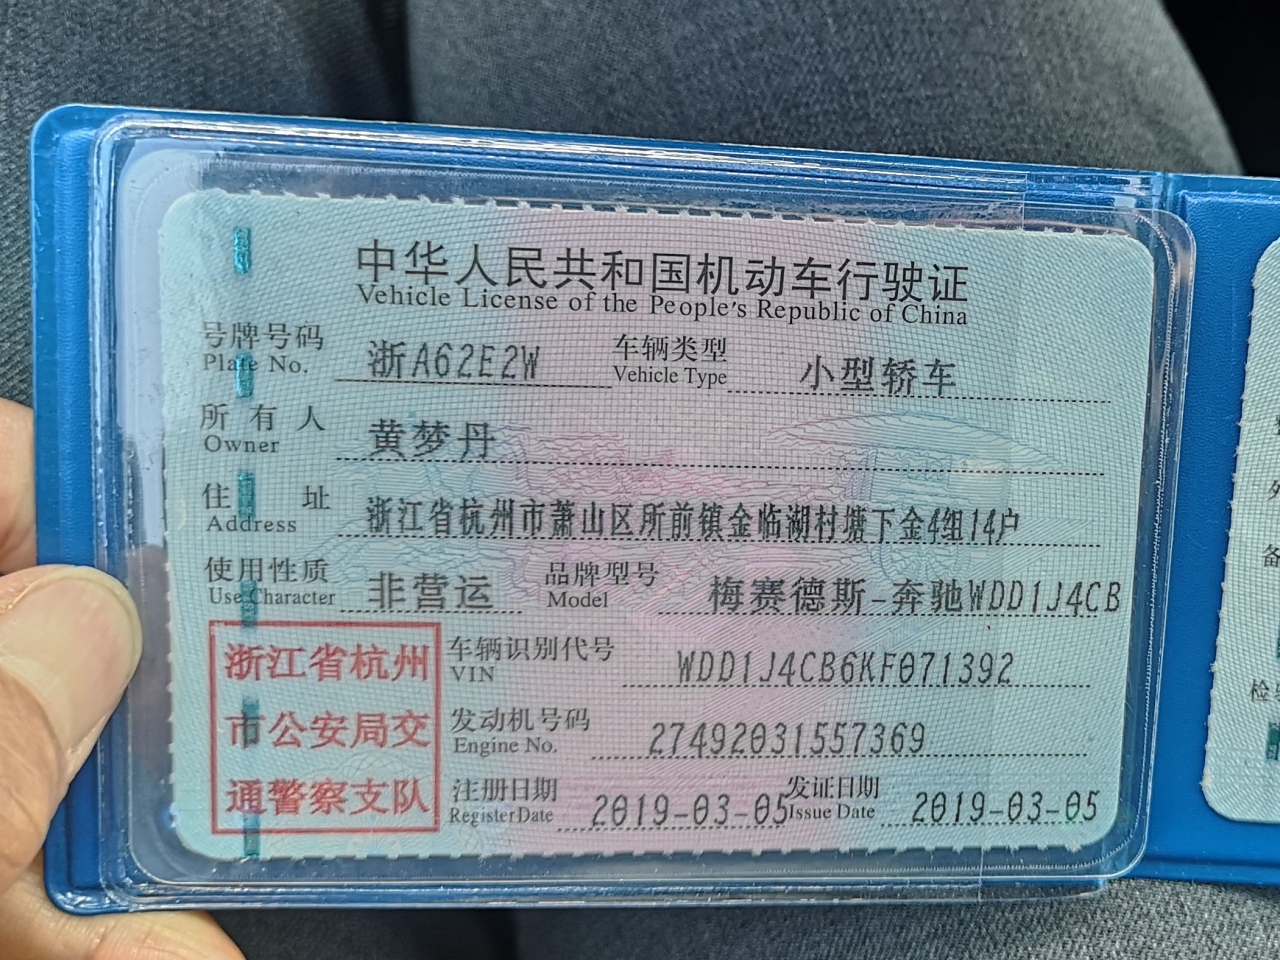 中华人民共和国机动车行驶证
Vehicle License of the People's Republic of China
号牌号码 浙A62E2W 车辆类型 小型轿车
Plate No. Vehicle Type
所有人 黄梦丹
Owner
住址 浙江省杭州市萧山区所前镇金临湖村塘下金4组14户
Address
使用性质 非营运 品牌型号 梅赛德斯-奔驰WDD1J4CB
Use Character Model
浙江省杭州
市公安局交
通警察支队
车辆识别代号 WDD1J4CB6KF071392
VIN
发动机号码 27492031557369
Engine No.
注册日期 2019-03-05 发证日期 2019-03-05
Register Date Issue Date
备
检